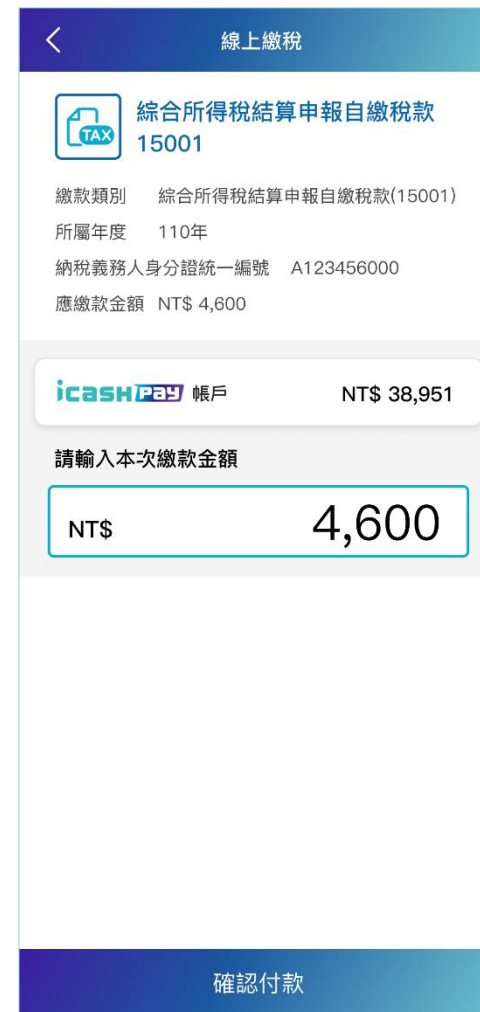 線上繳稅
TAX
綜合所得稅結算申報自繳稅款
15001
繳款類別 綜合所得稅結算申報自繳稅款(15001)
所屬年度 110年
納稅義務人身分證統一編號 A123456000
應繳款金額 NT$ 4,600
icash Pay 帳戶 NT$ 38,951
請輸入本次繳款金額
NT$ 4,600
確認付款